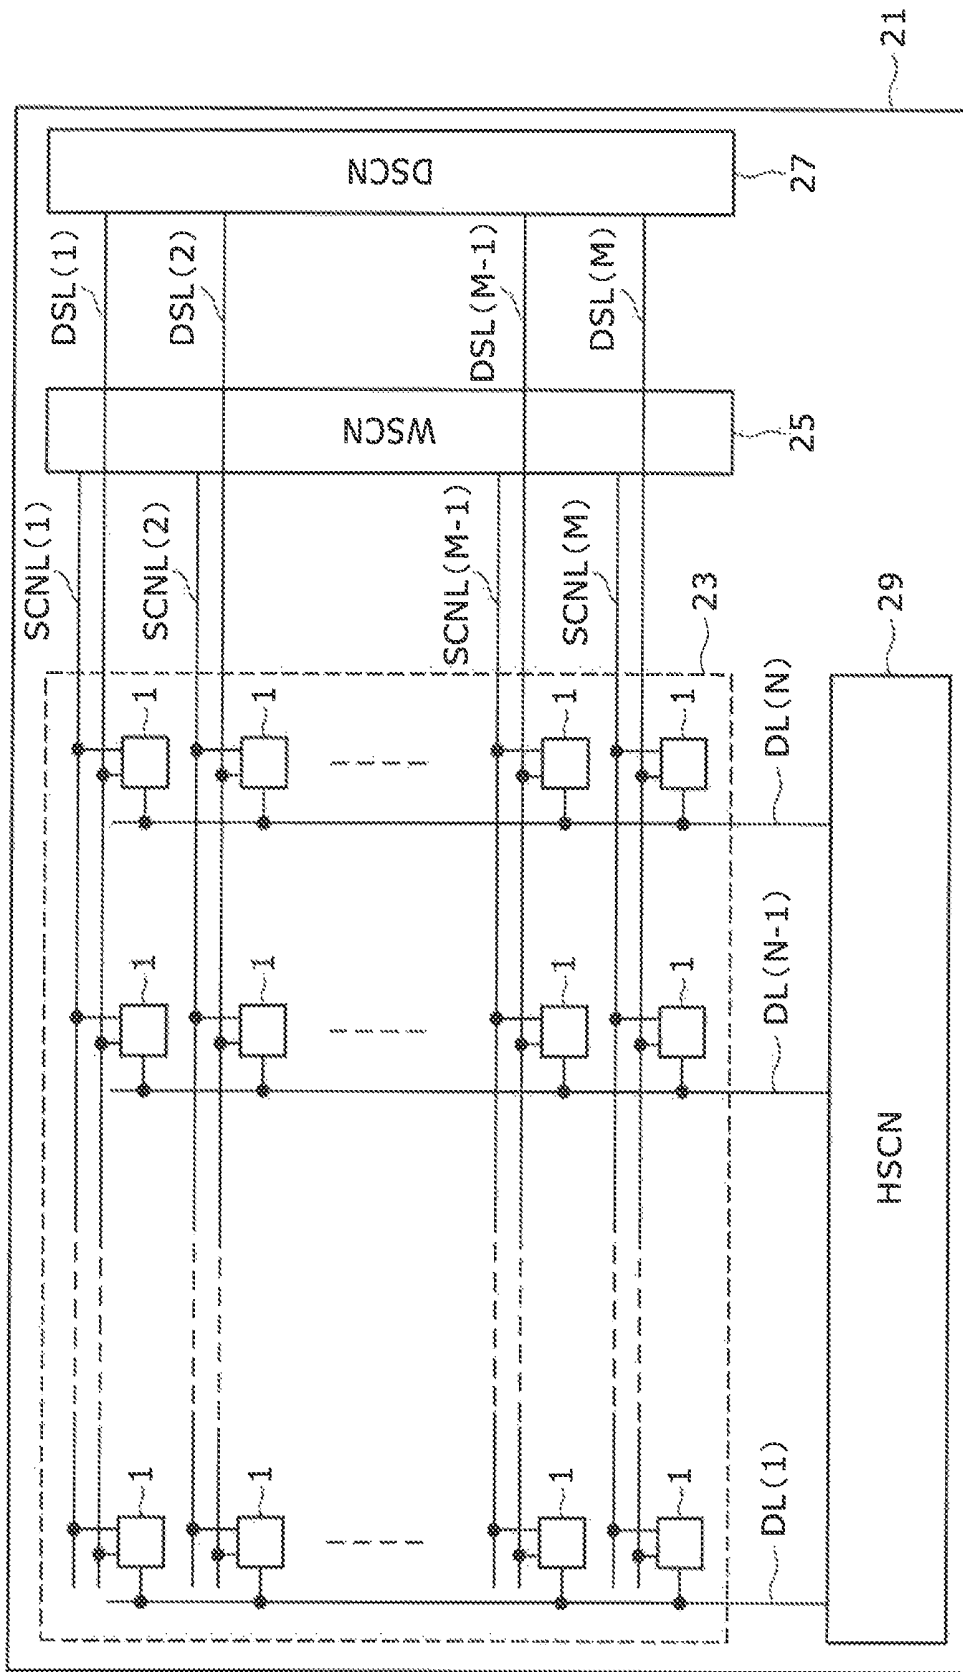 21
DSCN
27
DSL(1)
DSL(2)
DSL(M-1)
DSL(M)
WSCN
25
SCNL(1)
SCNL(2)
SCNL(M-1)
SCNL(M)
23
29
1
1
1
1
DL(N)
1
1
1
1
DL(N-1)
HSCN
1
1
1
1
DL(1)